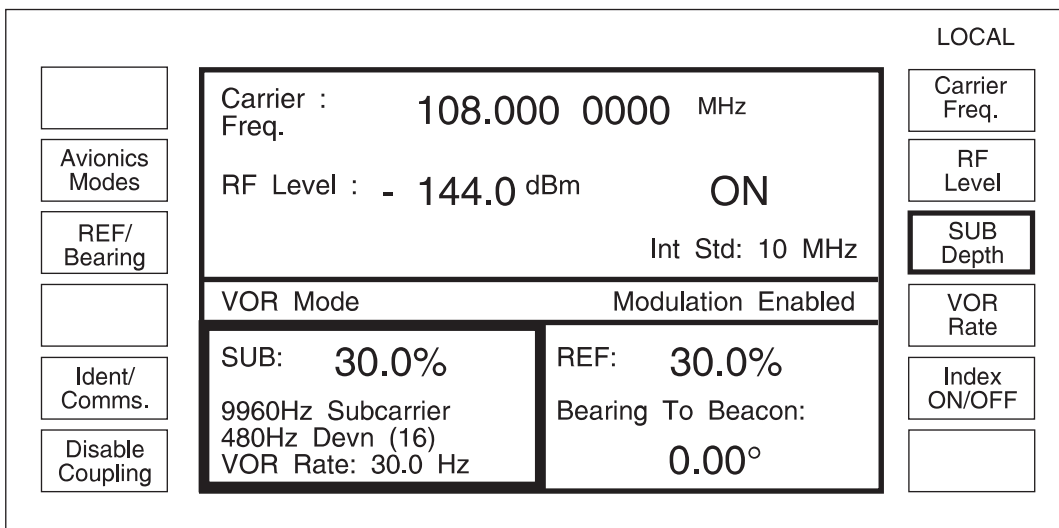 LOCAL
Avionics
Modes
REF/
Bearing
Ident/
Comms.
Disable
Coupling
Carrier :
Freq.
108.000 0000 MHz
RF Level : - 144.0 dBm ON
Int Std: 10 MHz
VOR Mode Modulation Enabled
SUB: 30.0%
9960Hz Subcarrier
480Hz Devn (16)
VOR Rate: 30.0 Hz
REF: 30.0%
Bearing To Beacon:
0.00°
Carrier
Freq.
RF
Level
SUB
Depth
VOR
Rate
Index
ON/OFF